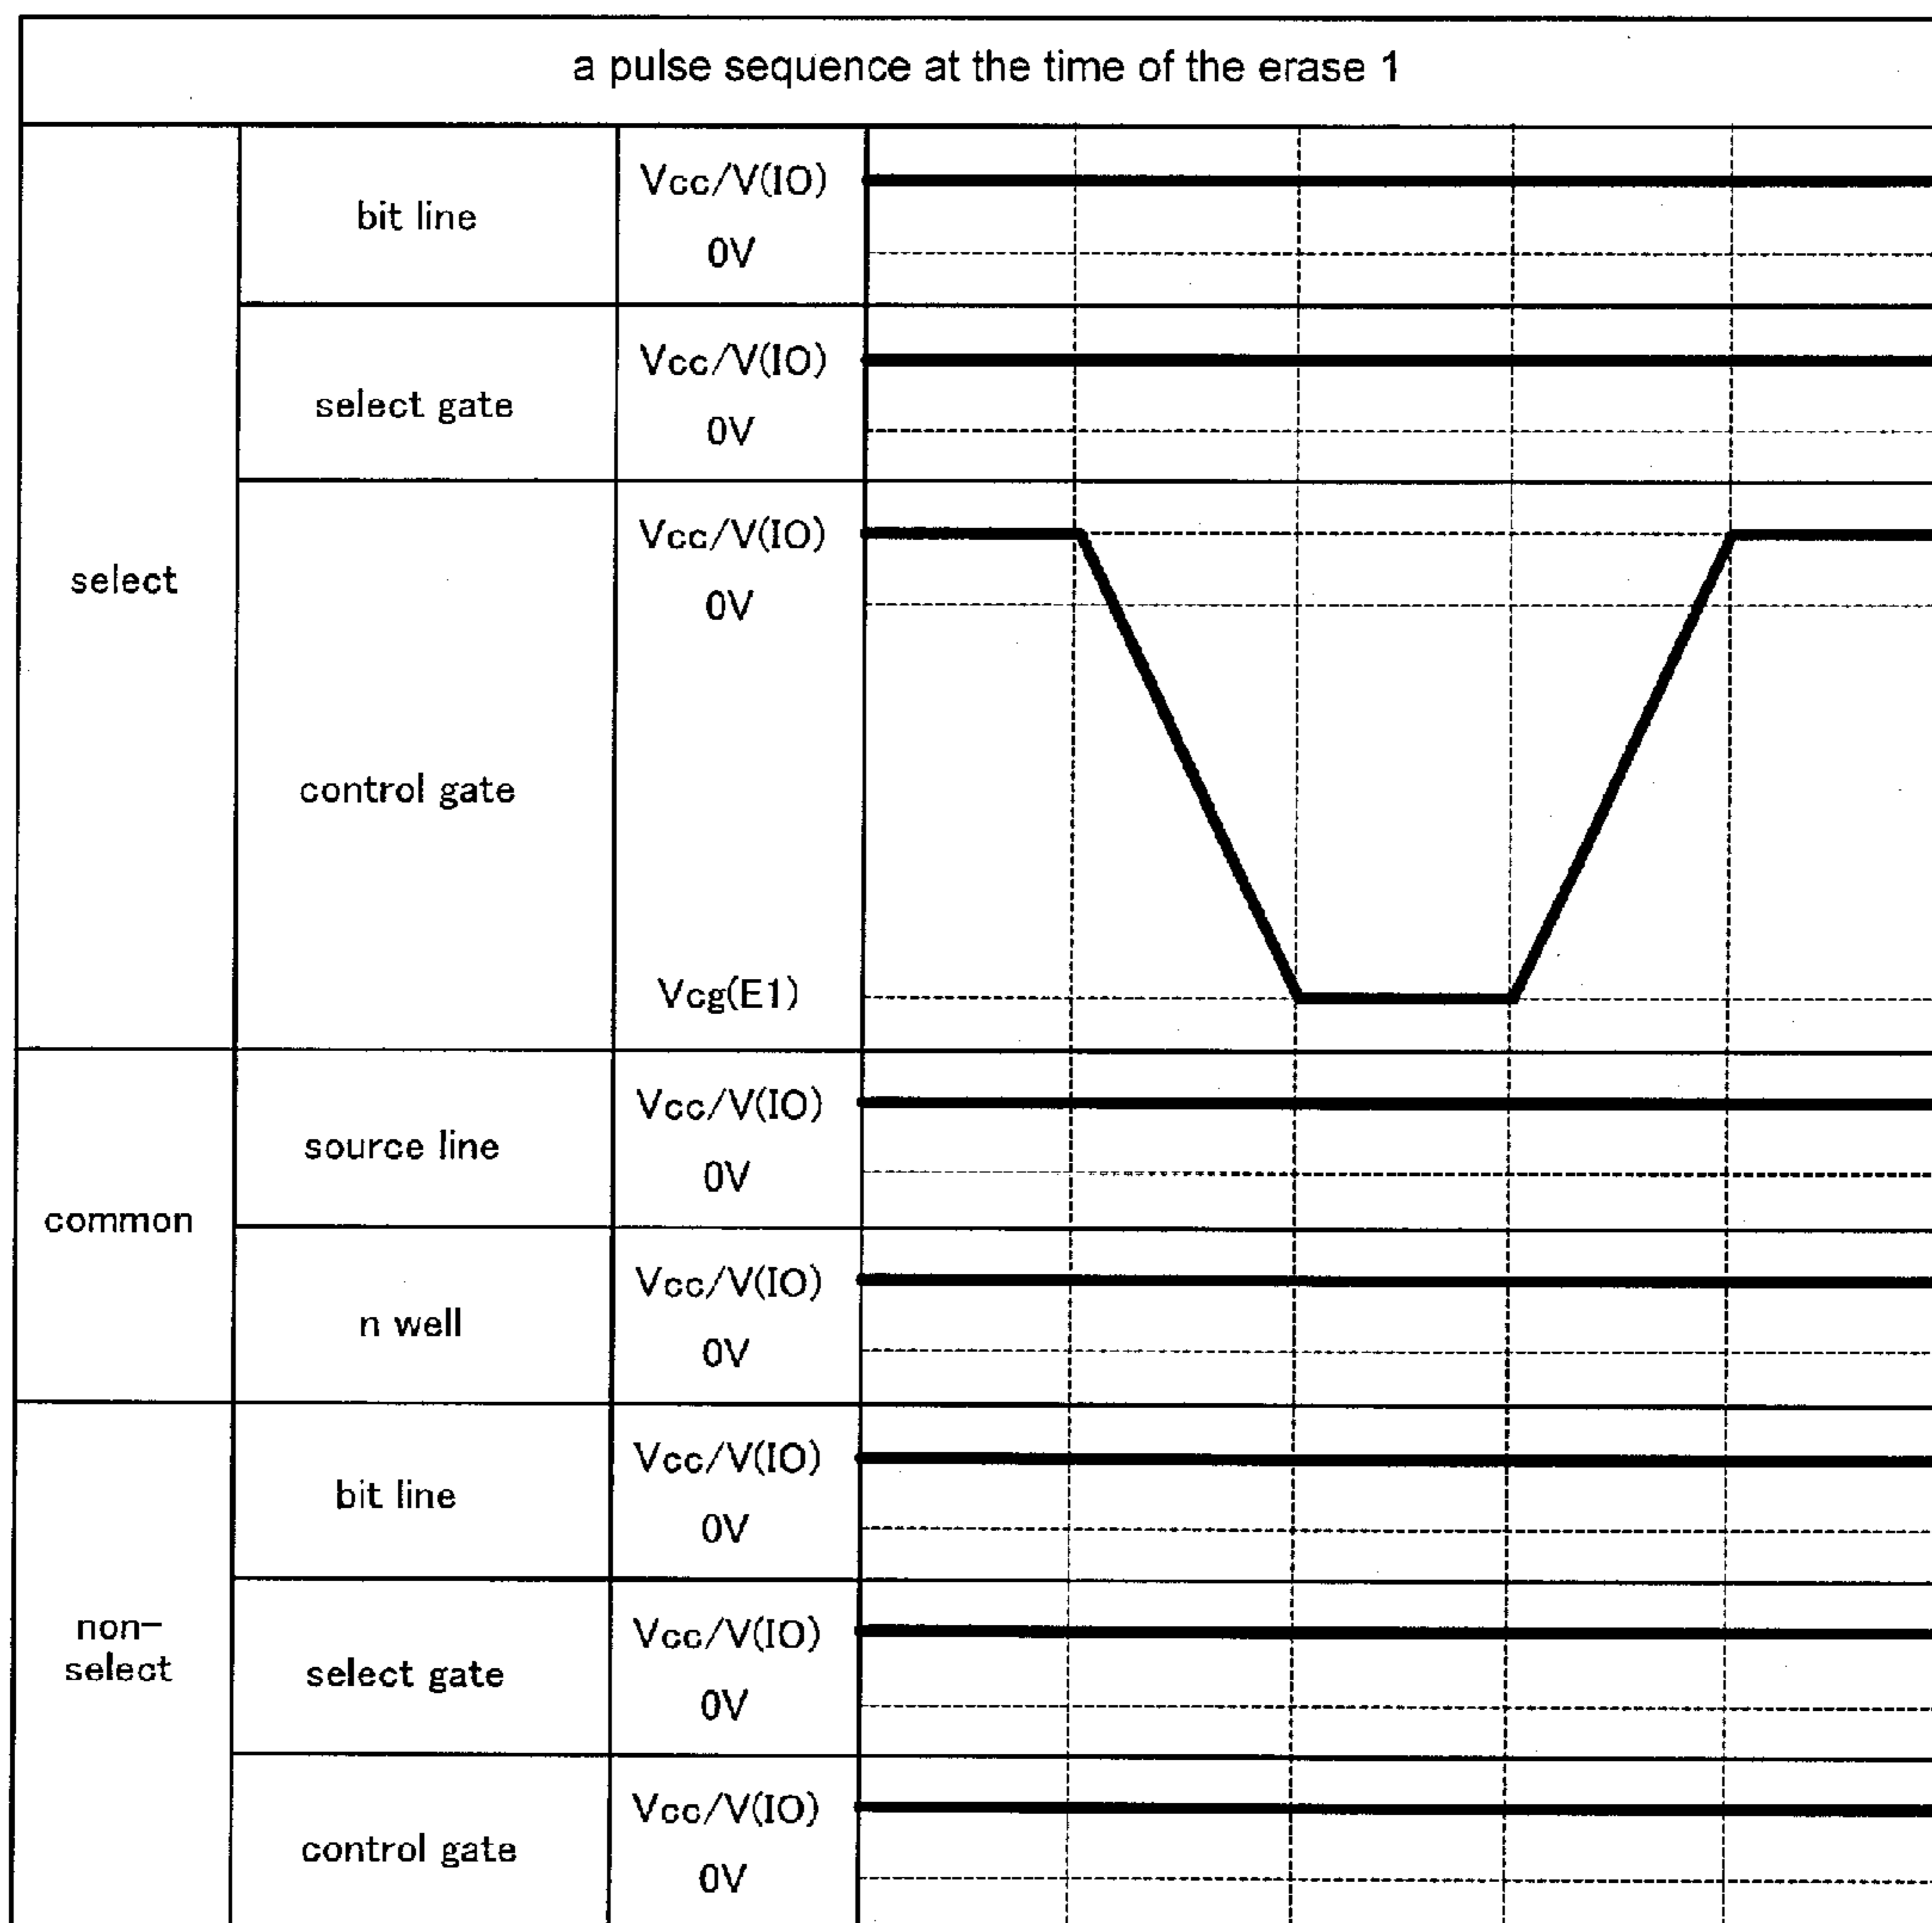 a pulse sequence at the time of the erase 1
select
bit line
Vcc/V(IO)
0V
select gate
Vcc/V(IO)
0V
control gate
Vcc/V(IO)
0V
Vcg(E1)
common
source line
Vcc/V(IO)
0V
n well
Vcc/V(IO)
0V
non-
select
bit line
Vcc/V(IO)
0V
select gate
Vcc/V(IO)
0V
control gate
Vcc/V(IO)
0V